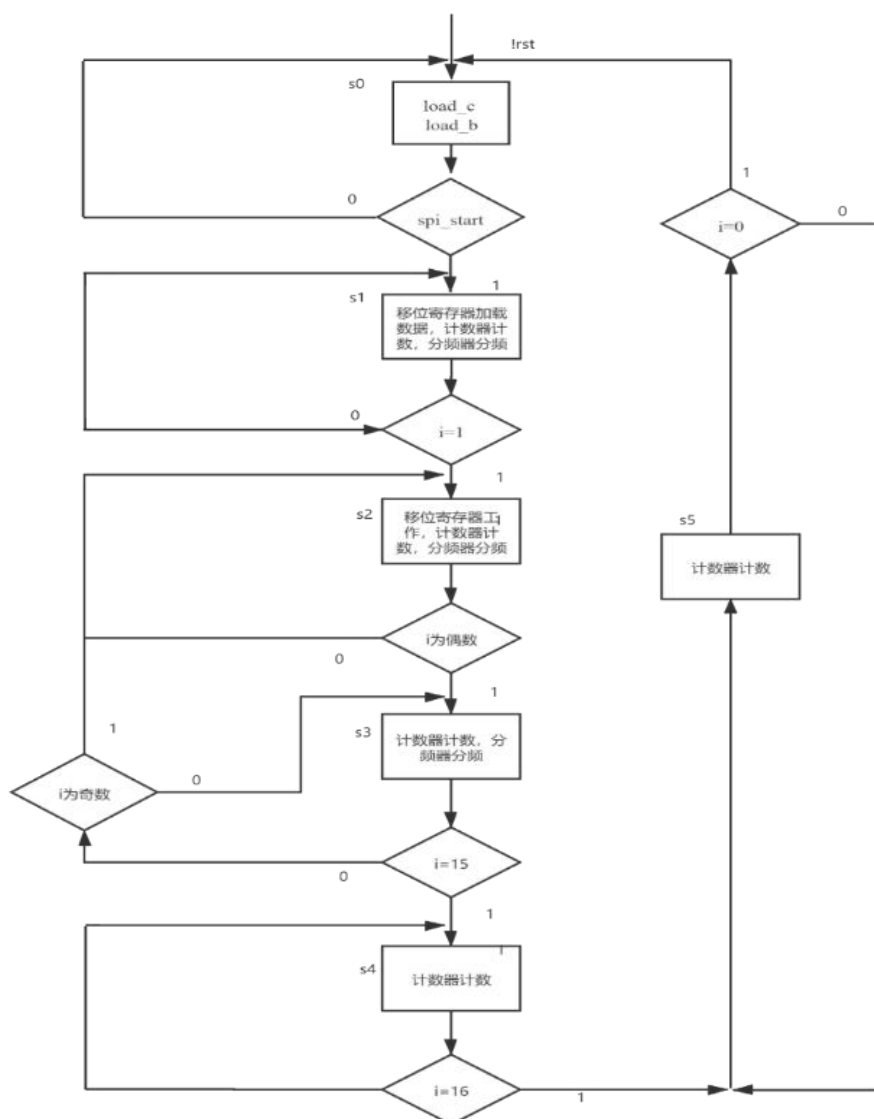 !rst
s0
load_c
load_b
0
spi_start
1
i=0
0
1
s1
移位寄存器加载
数据，计数器计
数，分频器分频
0
i=1
1
s2
移位寄存器工
1
作，计数器计
数，分频器分频
s5
计数器计数
i为偶数
0
1
s3
计数器计数，分
频器分频
1
i为奇数
0
i=15
0
1
1
s4
计数器计数
i=16
1